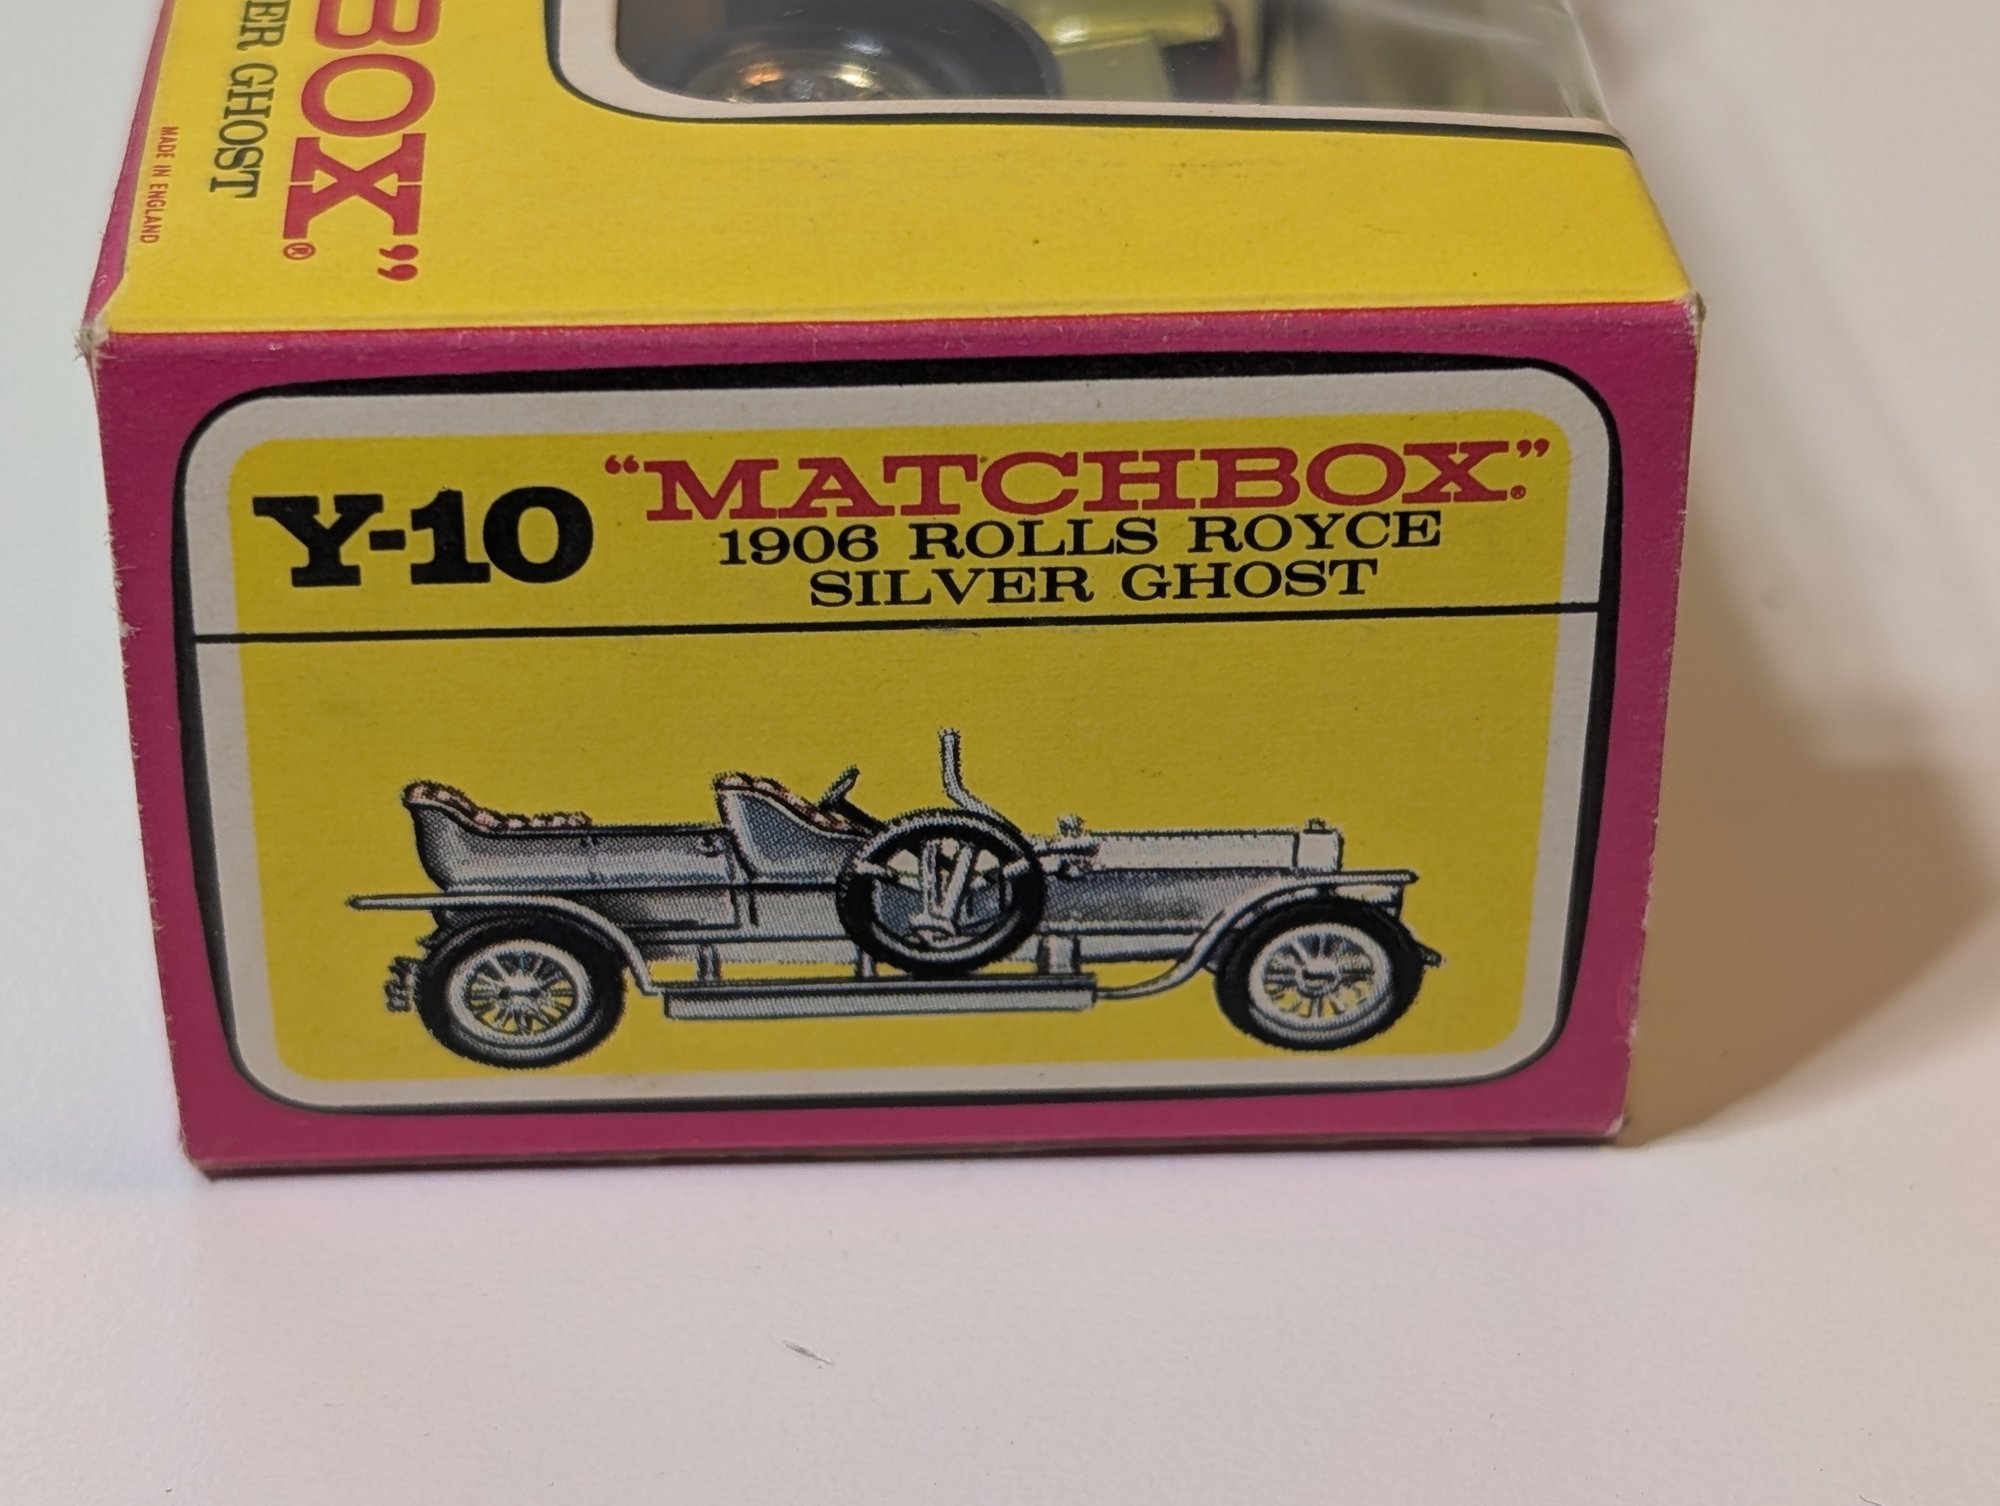 BOX”®
ER GHOST
MADE IN ENGLAND
Y-10
“MATCHBOX”®
1906 ROLLS ROYCE
SILVER GHOST